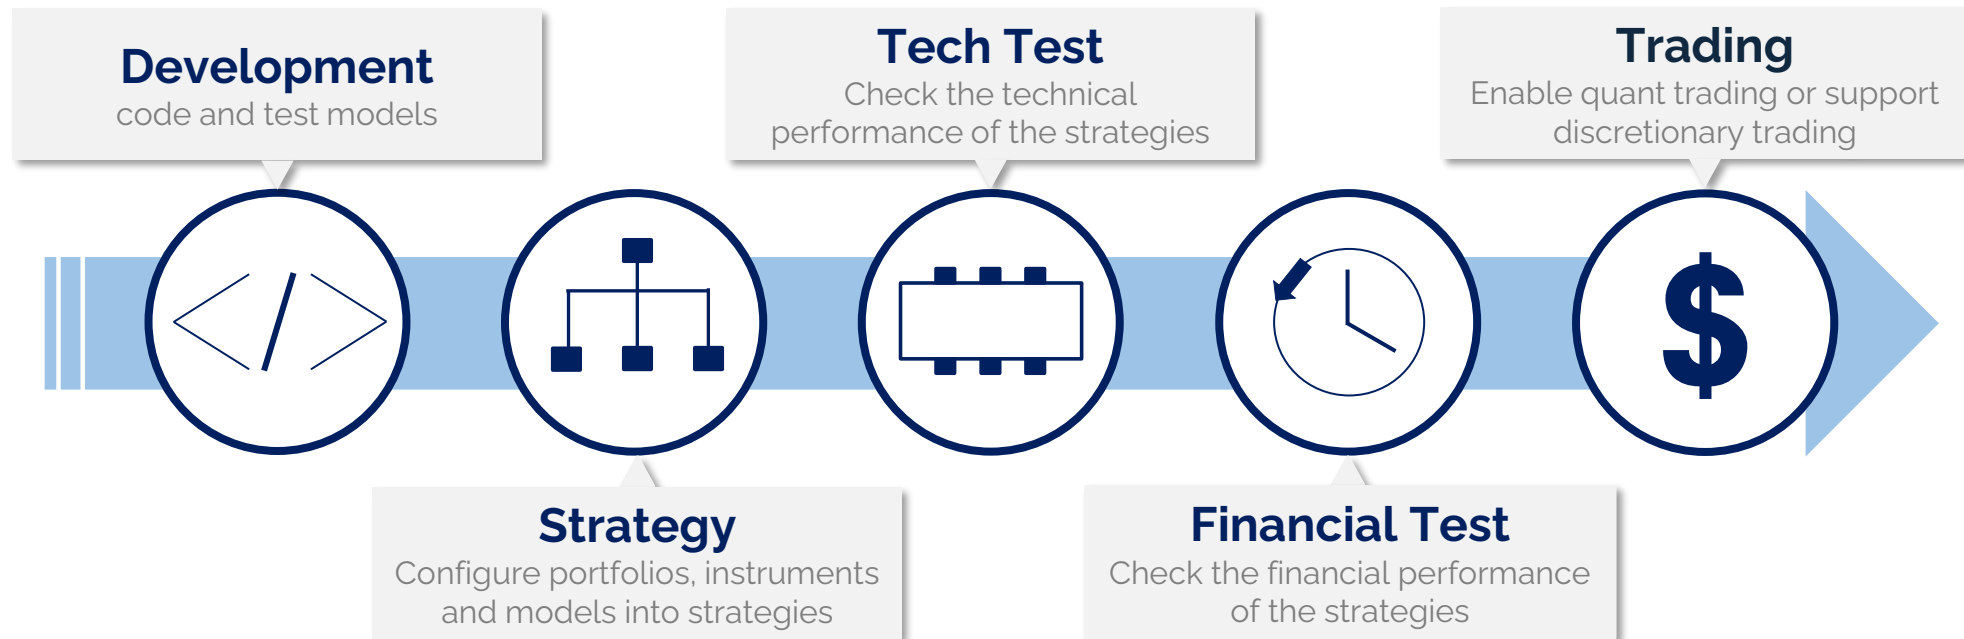 Development
code and test models
Strategy
Configure portfolios, instruments
and models into strategies
Tech Test
Check the technical
performance of the strategies
Financial Test
Check the financial performance
of the strategies
Trading
Enable quant trading or support
discretionary trading
$